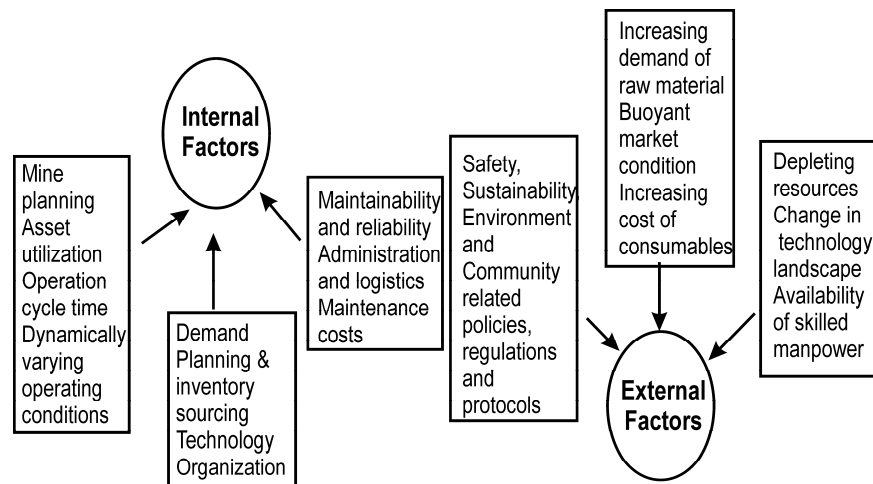 Internal
Factors
Mine
planning
Asset
utilization
Operation
cycle time
Dynamically
varying
operating
conditions
Demand
Planning &
inventory
sourcing
Technology
Organization
Maintainability
and reliability
Administration
and logistics
Maintenance
costs
Safety,
Sustainability,
Environment
and
Community
related
policies,
regulations
and
protocols
Increasing
demand of
raw material
Buoyant
market
condition
Increasing
cost of
consumables
Depleting
resources
Change in
technology
landscape
Availability
of skilled
manpower
External
Factors